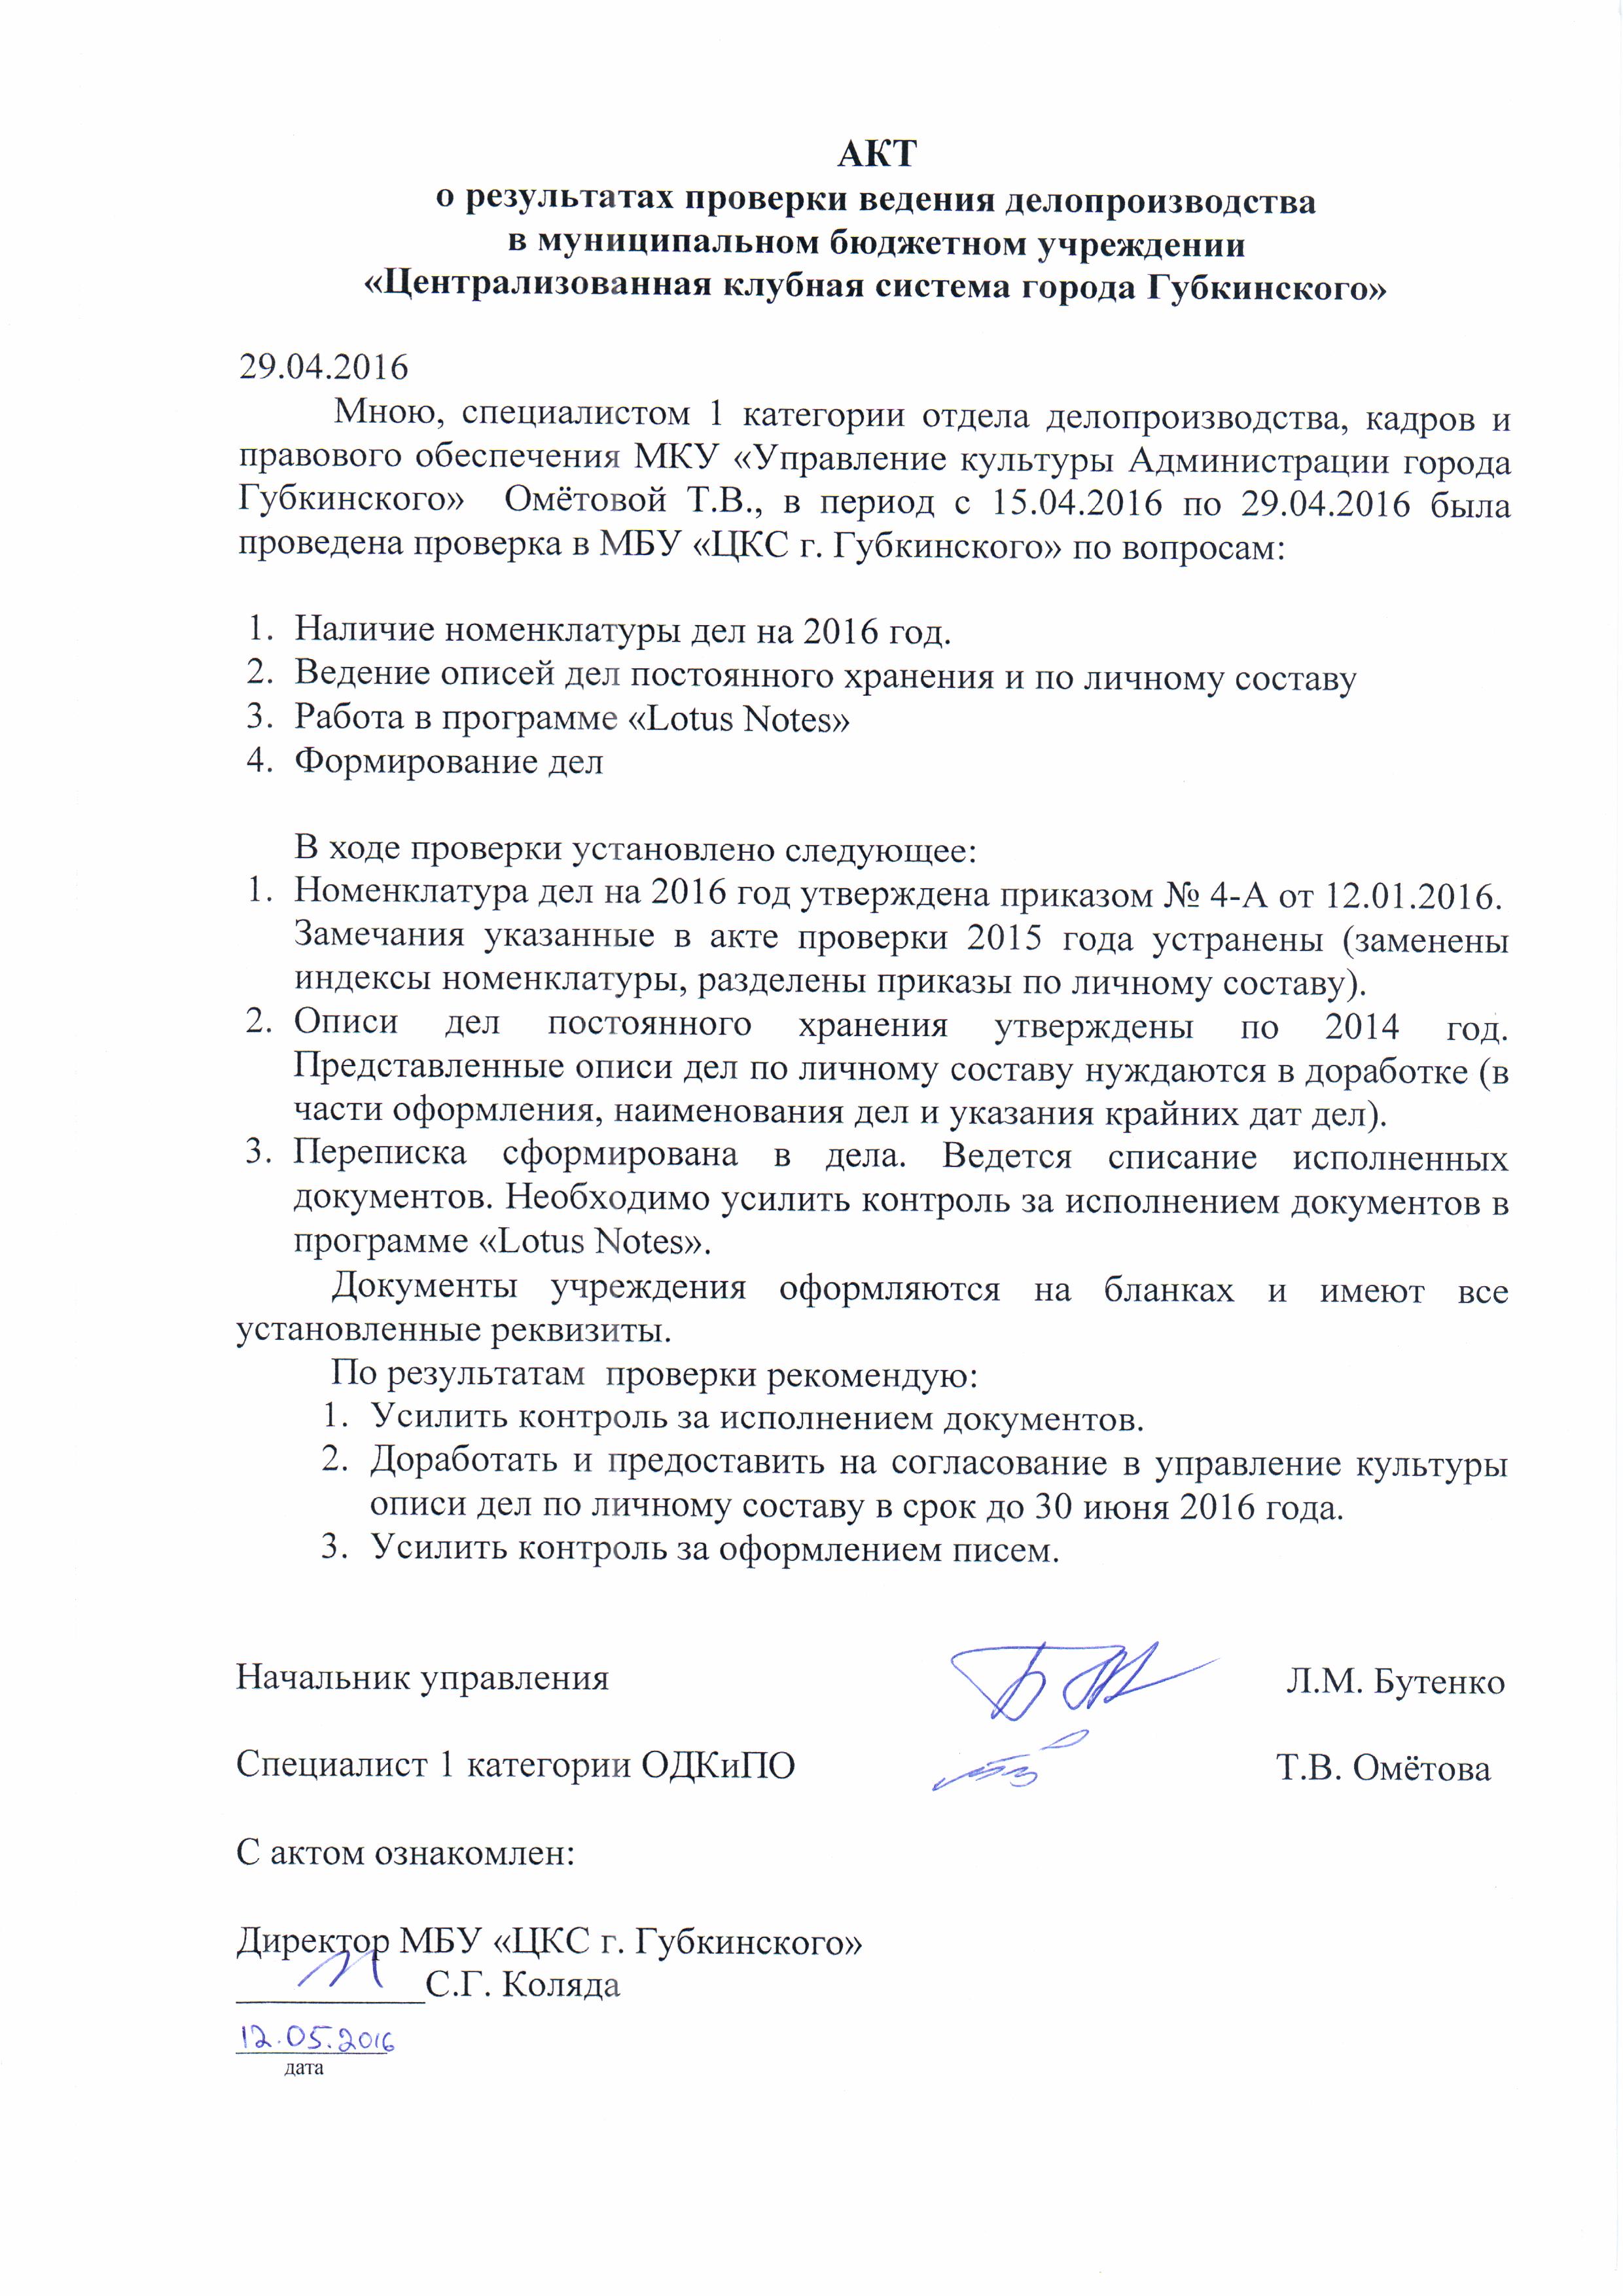 АКТ
о результатах проверки ведения делопроизводства
в муниципальном бюджетном учреждении
«Централизованная клубная система города Губкинского»
29.04.2016
Мною, специалистом 1 категории отдела делопроизводства, кадров и
правового обеспечения МКУ «Управление культуры Администрации города
Губкинского» Омётовой Т.В., в период с 15.04.2016 по 29.04.2016 была
проведена проверка в МБУ «ЦКС г. Губкинского» по вопросам:
1. Наличие номенклатуры дел на 2016 год.
2. Ведение описей дел постоянного хранения и по личному составу
3. Работа в программе «Lotus Notes»
4. Формирование дел
В ходе проверки установлено следующее:
1. Номенклатура дел на 2016 год утверждена приказом № 4-А от 12.01.2016.
Замечания указанные в акте проверки 2015 года устранены (заменены
индексы номенклатуры, разделены приказы по личному составу).
2. Описи дел постоянного хранения утверждены по 2014 год.
Представленные описи дел по личному составу нуждаются в доработке (в
части оформления, наименования дел и указания крайних дат дел).
3. Переписка сформирована в дела. Ведется списание исполненных
документов. Необходимо усилить контроль за исполнением документов в
программе «Lotus Notes».
Документы учреждения оформляются на бланках и имеют все
установленные реквизиты.
По результатам проверки рекомендую:
1. Усилить контроль за исполнением документов.
2. Доработать и предоставить на согласование в управление культуры
описи дел по личному составу в срок до 30 июня 2016 года.
3. Усилить контроль за оформлением писем.
Начальник управления Л.М. Бутенко
Специалист 1 категории ОДКиПО Т.В. Омётова
С актом ознакомлен:
Директор МБУ «ЦКС г. Губкинского»
С.Г. Коляда
12.05.2016
дата